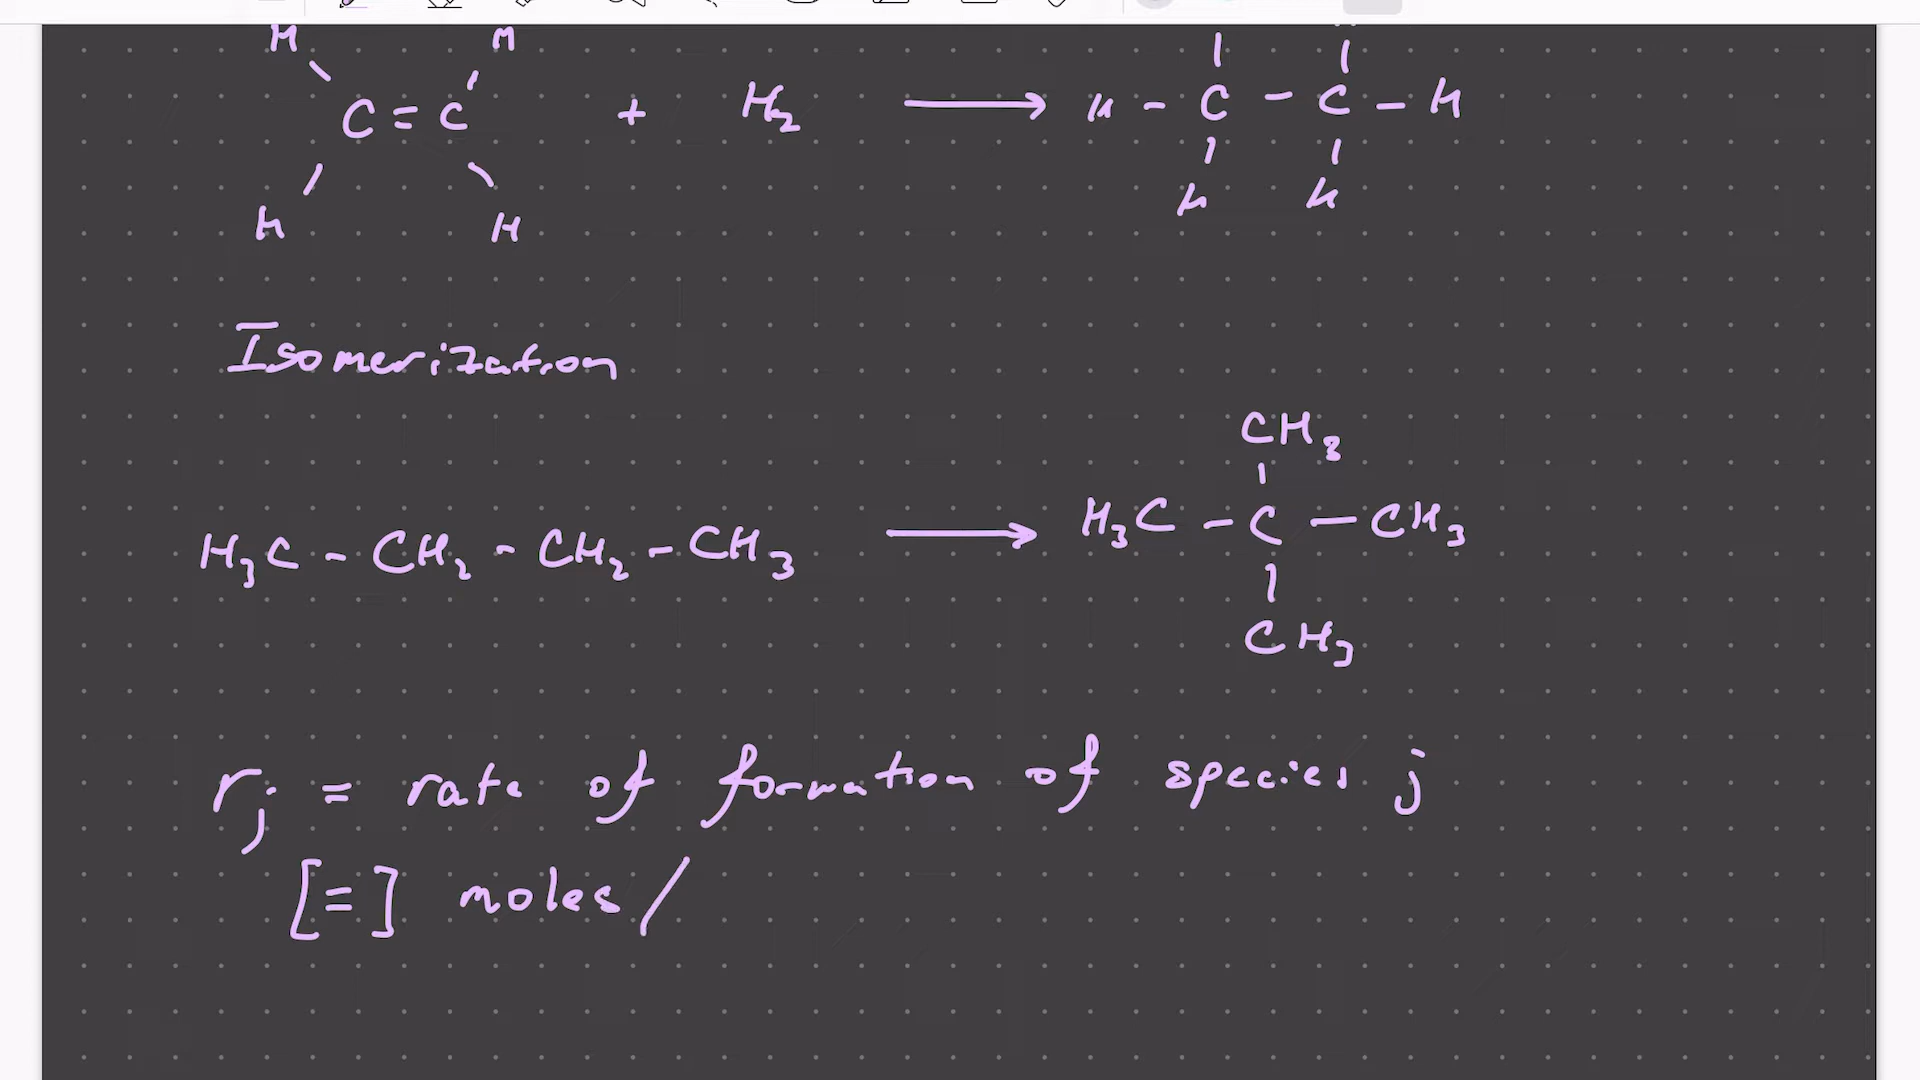 H H
C = C + H₂ ⟶ H - C - C - H
H H H H
Isomerization
CH₃
H₃C - CH₂ - CH₂ - CH₃ ⟶ H₃C - C - CH₃
CH₃
rⱼ = rate of formation of species j
[=] moles/